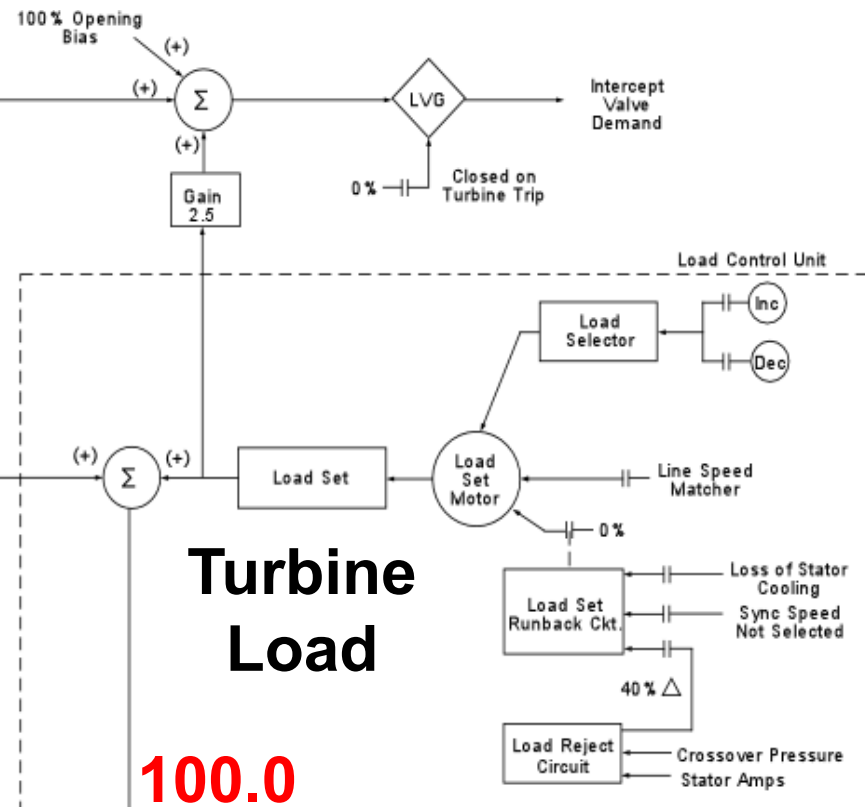 100% Opening
Bias
(+)
(+)
Σ
LVG
Intercept
Valve
Demand
(+)
0%
Closed on
Turbine Trip
Gain
2.5
Load Control Unit
Inc
Load
Selector
Dec
(+)
(+)
Σ
Load Set
Load
Set
Motor
Line Speed
Matcher
0%
Turbine
Load
Load Set
Runback Ckt.
Loss of Stator
Cooling
Sync Speed
Not Selected
40% △
Load Reject
Circuit
Crossover Pressure
Stator Amps
100.0